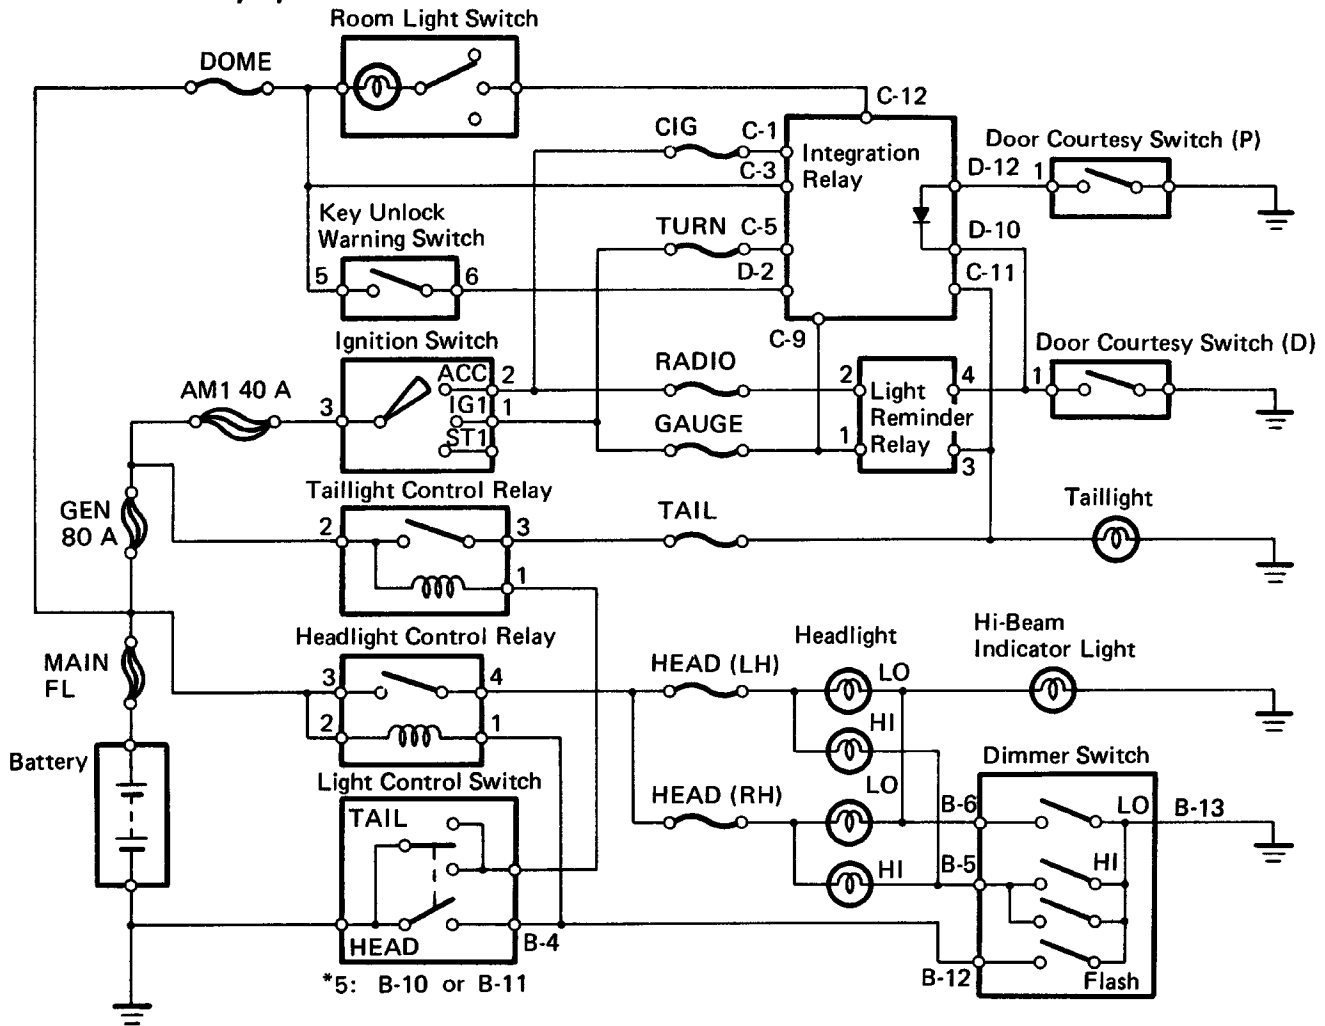 Room Light Switch
DOME
C-12
CIG
C-1
Integration
Relay
Door Courtesy Switch (P)
C-3
D-12
1
Key Unlock
Warning Switch
TURN
C-5
D-10
5
6
D-2
C-11
C-9
Ignition Switch
Door Courtesy Switch (D)
AM1 40 A
3
ACC
2
IG1
1
ST1
RADIO
2
Light
Reminder
Relay
4
1
GAUGE
1
3
Taillight Control Relay
GEN
80 A
2
3
1
TAIL
Taillight
Headlight Control Relay
MAIN
FL
3
4
2
1
HEAD (LH)
Headlight
LO
HI
Hi-Beam
Indicator Light
Battery
Light Control Switch
TAIL
HEAD
B-4
*5: B-10 or B-11
HEAD (RH)
LO
HI
Dimmer Switch
B-6
LO
B-13
B-5
HI
B-12
Flash